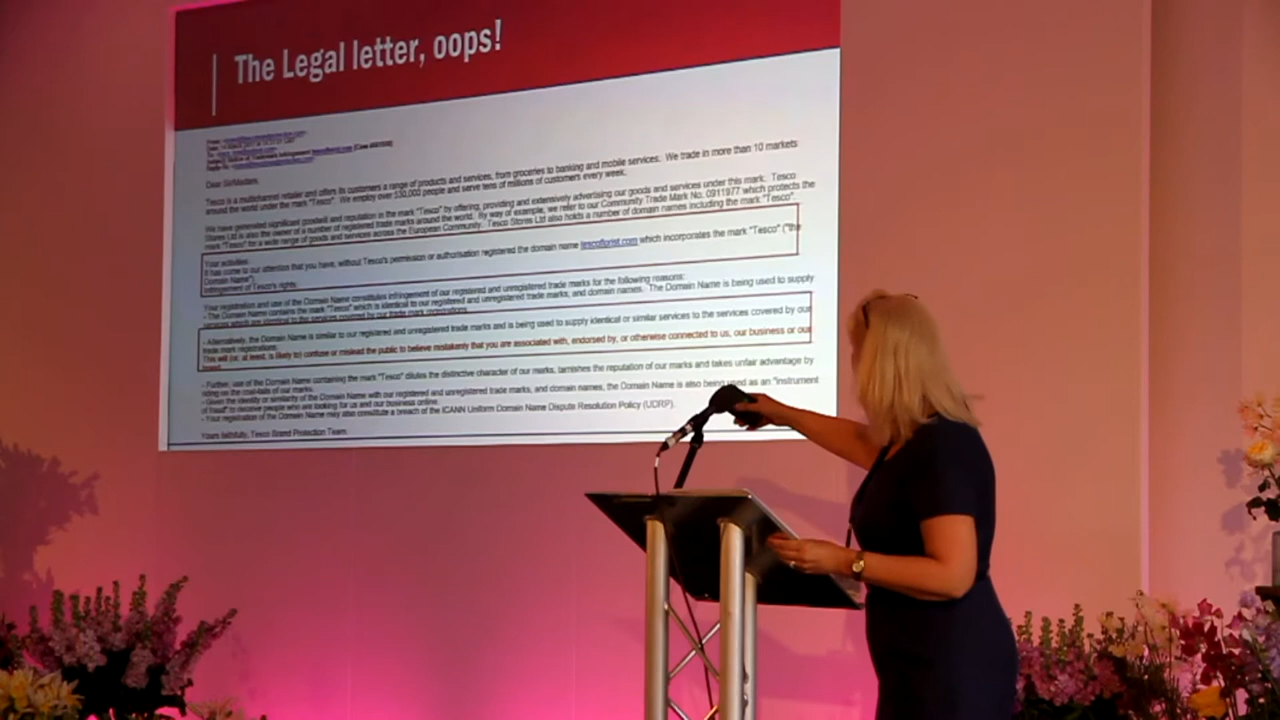 The Legal letter, oops!
Dear Sir/Madam,
Tesco is a multichannel retailer and offers its customers a range of products and services, from groceries to banking and mobile services. We trade in more than 10 markets
around the world under the mark "Tesco". We employ over 530,000 people and serve tens of millions of customers every week.
We have generated significant goodwill and reputation in the mark "Tesco" by offering, providing and extensively advertising our goods and services under this mark. Tesco
Stores Ltd is also the owner of a number of registered trade marks around the world. By way of example, we refer to our Community Trade Mark No. 0911977 which protects the
mark "Tesco" for a wide range of goods and services across the European Community. Tesco Stores Ltd also holds a number of domain names including the mark "Tesco".
Your activities:
It has come to our attention that you have, without Tesco's permission or authorisation registered the domain name which incorporates the mark "Tesco" ("the
Domain Name").
infringement of Tesco's rights.
Your registration and use of the Domain Name constitutes infringement of our registered and unregistered trade marks for the following reasons:
- The Domain Name contains the mark "Tesco" which is identical to our registered and unregistered trade marks, and domain names. The Domain Name is being used to supply
- Alternatively, the Domain Name is similar to our registered and unregistered trade marks and is being used to supply identical or similar services to the services covered by our
trade mark registrations.
This will (or, at least, is likely to) confuse or mislead the public to believe mistakenly that you are associated with, endorsed by, or otherwise connected to us, our business or our
- Further, use of the Domain Name containing the mark "Tesco" dilutes the distinctive character of our marks, tarnishes the reputation of our marks and takes unfair advantage by
riding on the coat-tails of our marks.
- Given the identity or similarity of the Domain Name with our registered and unregistered trade marks, and domain names, the Domain Name is also being used as an "instrument
of fraud" to deceive people who are looking for us and our business online.
- Your registration of the Domain Name may also constitute a breach of the ICANN Uniform Domain Name Dispute Resolution Policy (UDRP).
Yours faithfully, Tesco Brand Protection Team.